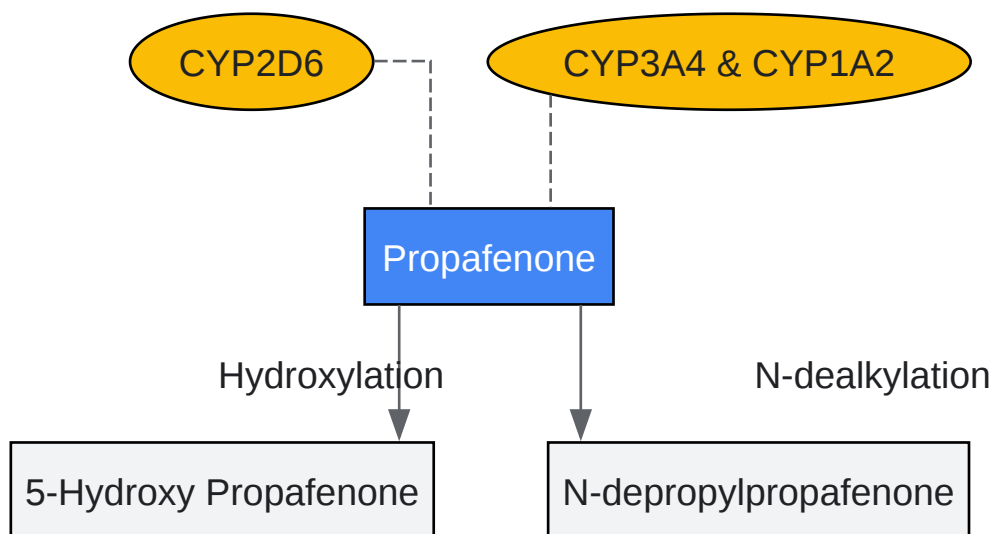 CYP2D6
CYP3A4 & CYP1A2
Propafenone
Hydroxylation
N-dealkylation
5-Hydroxy Propafenone
N-depropylpropafenone